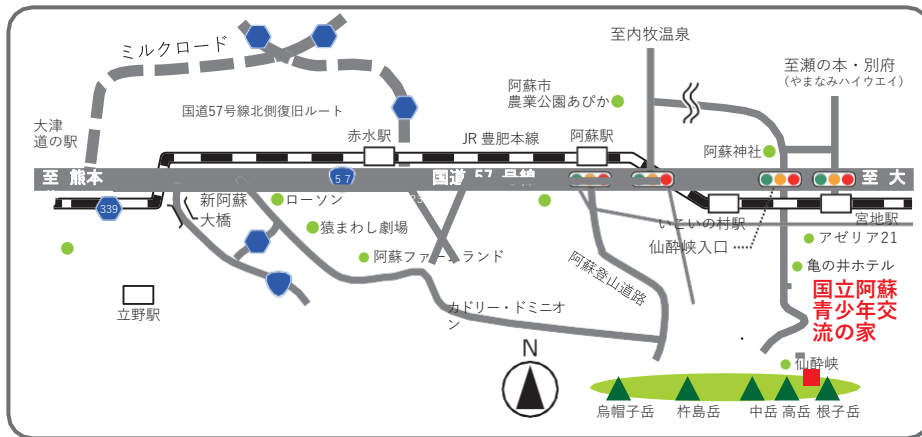 ミルクロード
至内牧温泉
至瀬の本・別府
(やまなみハイウエイ)
阿蘇市
農業公園あぴか
国道57号線北側復旧ルート
大津
道の駅
赤水駅
JR 豊肥本線
阿蘇駅
阿蘇神社
至 熊本
57
国道 57 号線
至 大
339
新阿蘇
大橋
ローソン
猿まわし劇場
阿蘇ファームランド
いこいの村駅
仙酔峡入口
宮地駅
アゼリア21
亀の井ホテル
阿蘇登山道路
立野駅
カドリー・ドミニオ
ン
国立阿蘇
青少年交
流の家
N
仙酔峡
烏帽子岳
杵島岳
中岳
高岳
根子岳